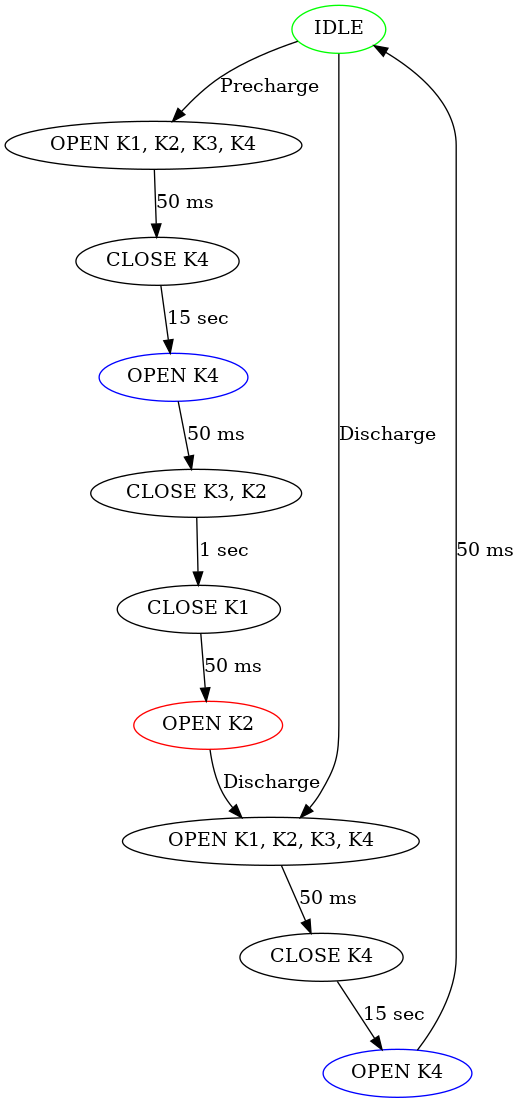 IDLE
Precharge
OPEN K1, K2, K3, K4
50 ms
CLOSE K4
15 sec
OPEN K4
50 ms
Discharge
CLOSE K3, K2
1 sec
50 ms
CLOSE K1
50 ms
OPEN K2
Discharge
OPEN K1, K2, K3, K4
50 ms
CLOSE K4
15 sec
OPEN K4